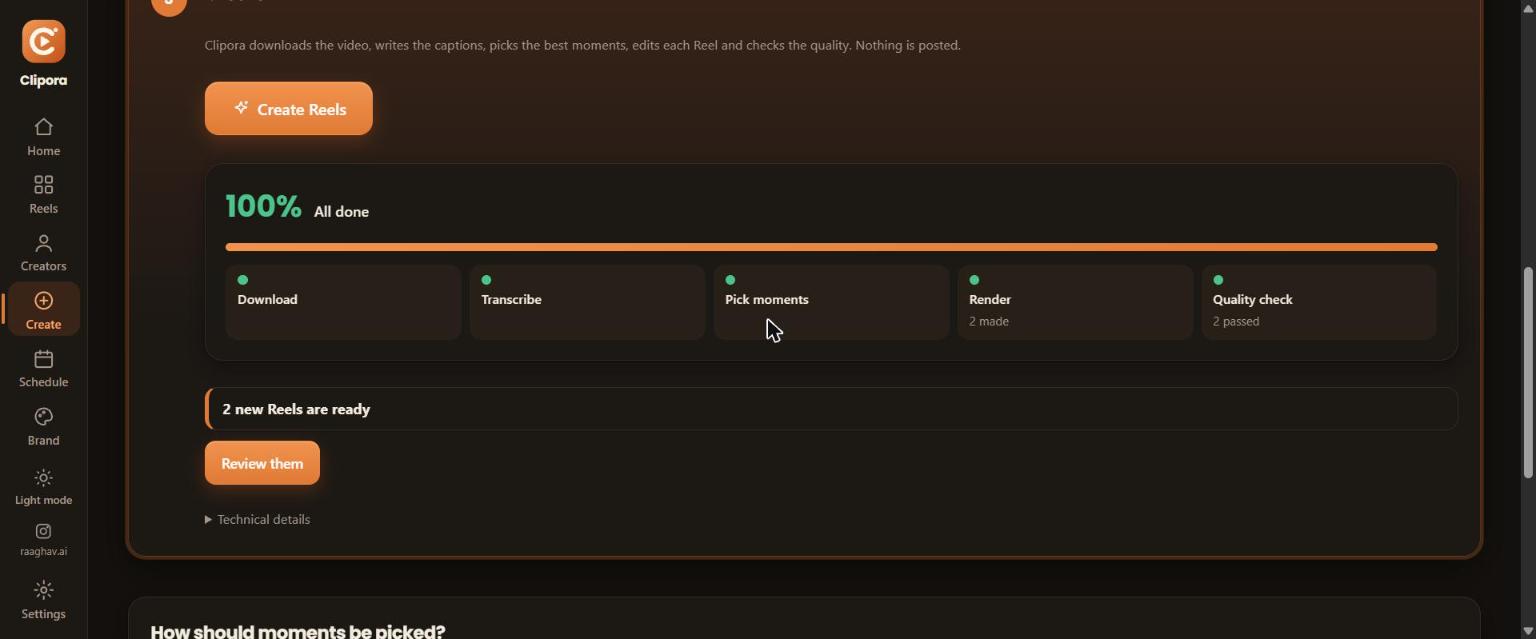 Clipora
Home
Reels
Creators
Create
Schedule
Brand
Light mode
raaghav.ai
Settings
Clipora downloads the video, writes the captions, picks the best moments, edits each Reel and checks the quality. Nothing is posted.
Create Reels
100% All done
Download
Transcribe
Pick moments
Render
2 made
Quality check
2 passed
2 new Reels are ready
Review them
Technical details
How should moments be picked?